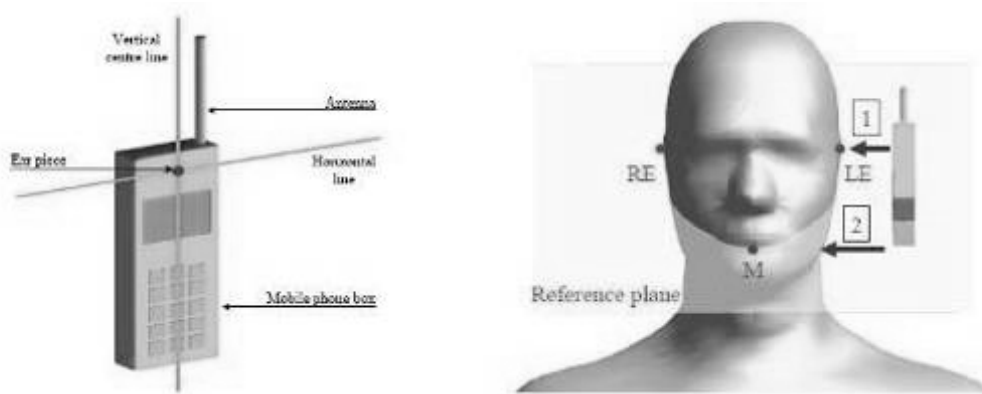 Vertical
centre line
Antenna
Ear piece
Horizontal
line
Mobile phone box
1
RE
LE
2
M
Reference plane